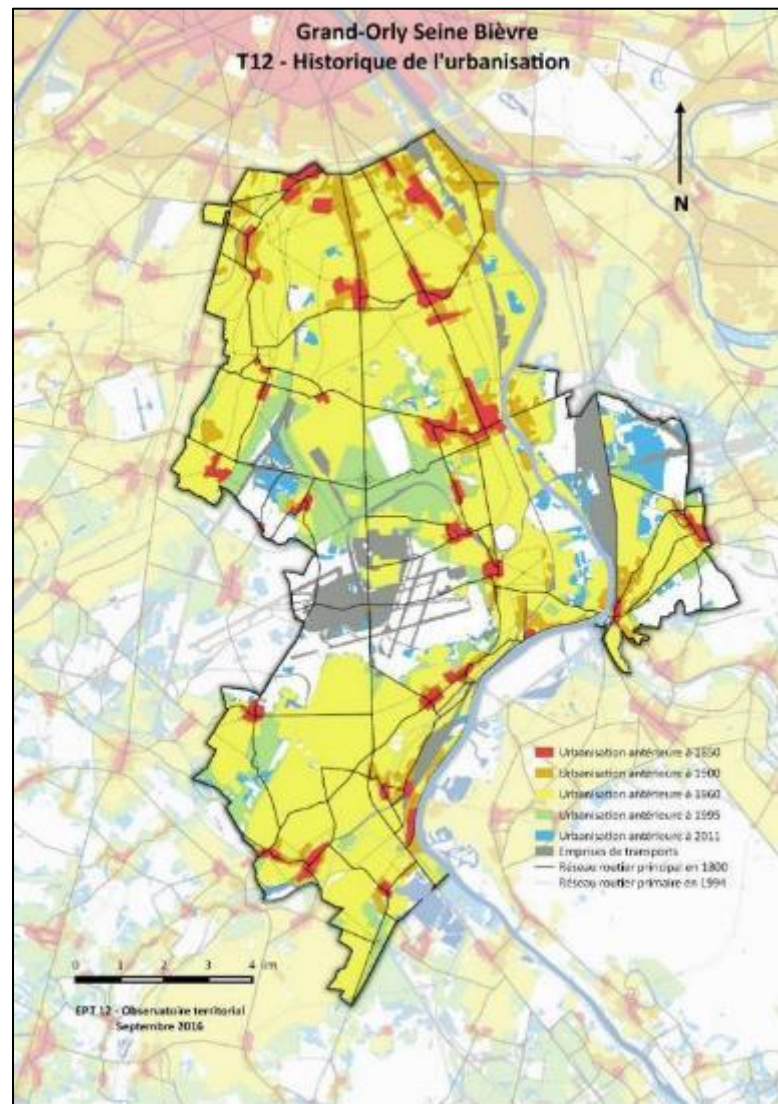 Grand-Orly Seine Bièvre
T12 - Historique de l'urbanisation
N
Urbanisation antérieure à 1850
Urbanisation antérieure à 1900
Urbanisation antérieure à 1960
Urbanisation antérieure à 1995
Urbanisation antérieure à 2011
Emprises de transports
Réseau routier principal en 1800
Réseau routier primaire en 1994
0 1 2 3 4 km
EPT 12 - Observatoire territorial
Septembre 2016